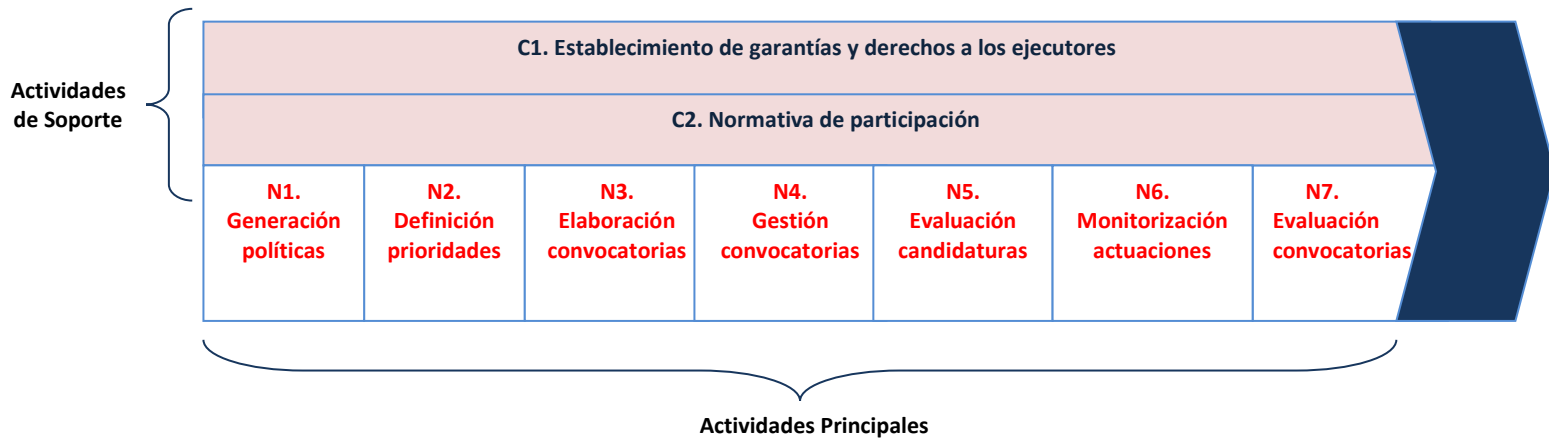 C1. Establecimiento de garantías y derechos a los ejecutores
Actividades
de Soporte
C2. Normativa de participación
N1.
Generación
políticas
N2.
Definición
prioridades
N3.
Elaboración
convocatorias
N4.
Gestión
convocatorias
N5.
Evaluación
candidaturas
N6.
Monitorización
actuaciones
N7.
Evaluación
convocatorias
Actividades Principales